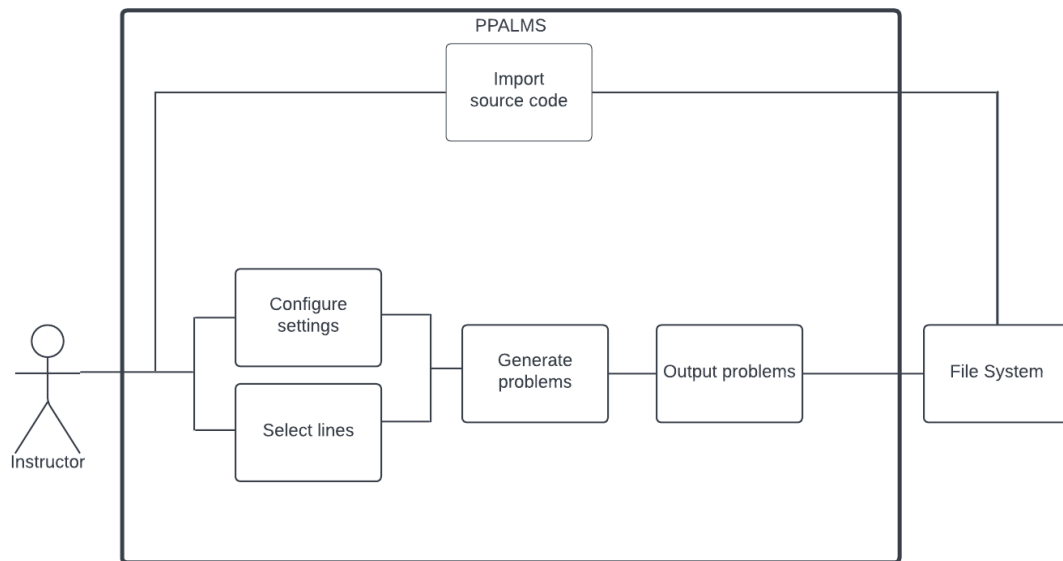 PPALMS
Import
source code
Configure
settings
Generate
problems
Output problems
File System
Select lines
Instructor